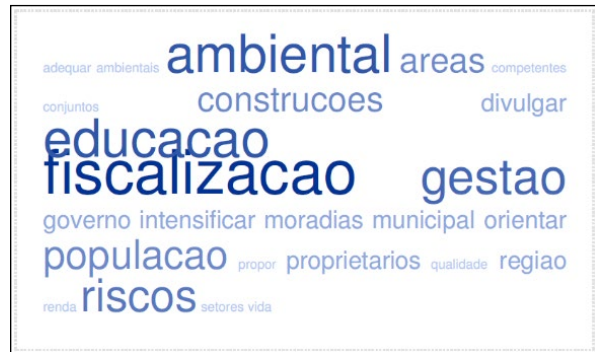 adequar ambientais ambiental areas competentes
conjuntos construcoes divulgar
educacao
fiscalizacao gestao
governo intensificar moradias municipal orientar
populacao propor proprietarios qualidade regiao
renda riscos setores vida